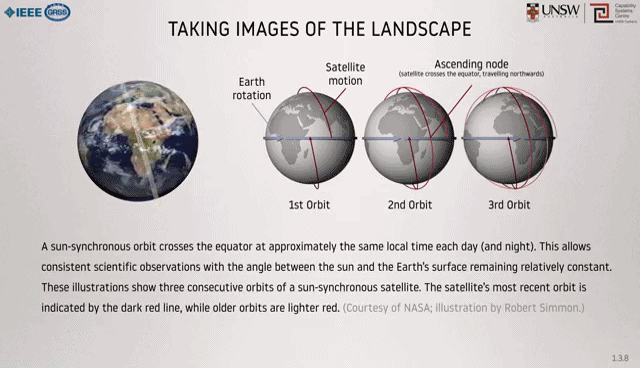 IEEE GRSS
UNSW
AUSTRALIA
Capability
Systems
Centre
TAKING IMAGES OF THE LANDSCAPE
Earth
rotation
Satellite
motion
Ascending node
(satellite crosses the equator, travelling northwards)
1st Orbit
2nd Orbit
3rd Orbit
A sun-synchronous orbit crosses the equator at approximately the same local time each day (and night). This allows
consistent scientific observations with the angle between the sun and the Earth's surface remaining relatively constant.
These illustrations show three consecutive orbits of a sun-synchronous satellite. The satellite's most recent orbit is
indicated by the dark red line, while older orbits are lighter red. (Courtesy of NASA; illustration by Robert Simmon.)
1.3.8